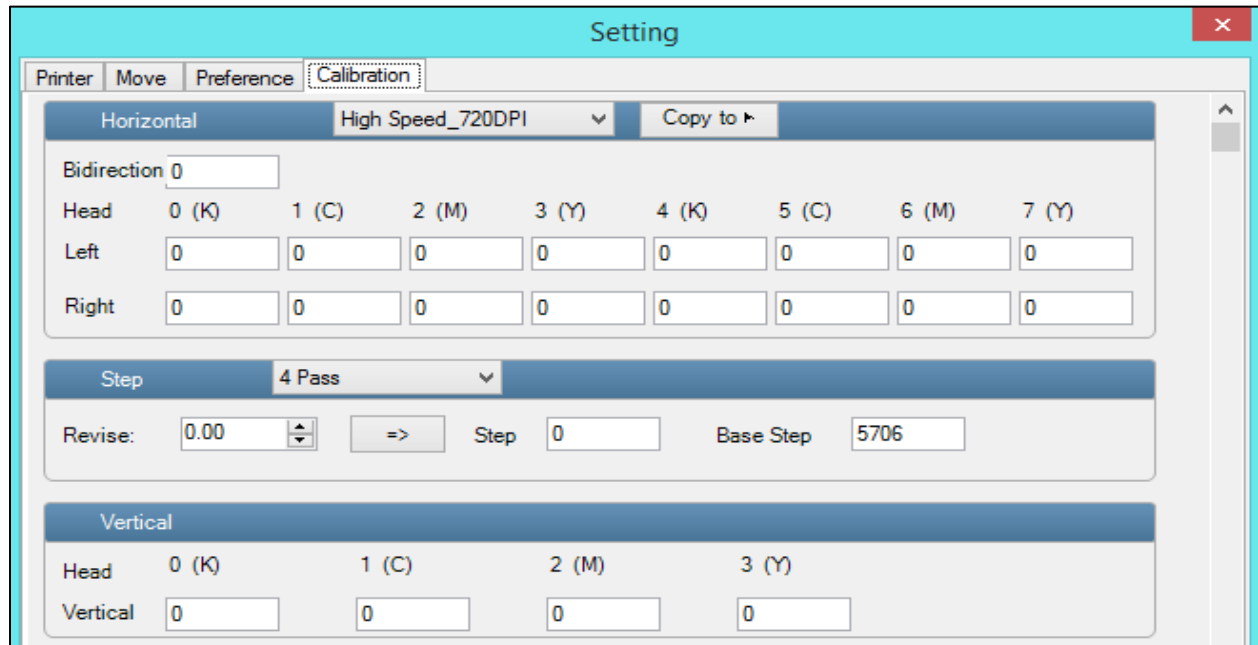 Setting
Printer Move Preference Calibration
Horizontal High Speed_720DPI Copy to
Bidirection 0
Head 0 (K) 1 (C) 2 (M) 3 (Y) 4 (K) 5 (C) 6 (M) 7 (Y)
Left 0 0 0 0 0 0 0 0
Right 0 0 0 0 0 0 0 0
Step 4 Pass
Revise: 0.00 => Step 0 Base Step 5706
Vertical
Head 0 (K) 1 (C) 2 (M) 3 (Y)
Vertical 0 0 0 0